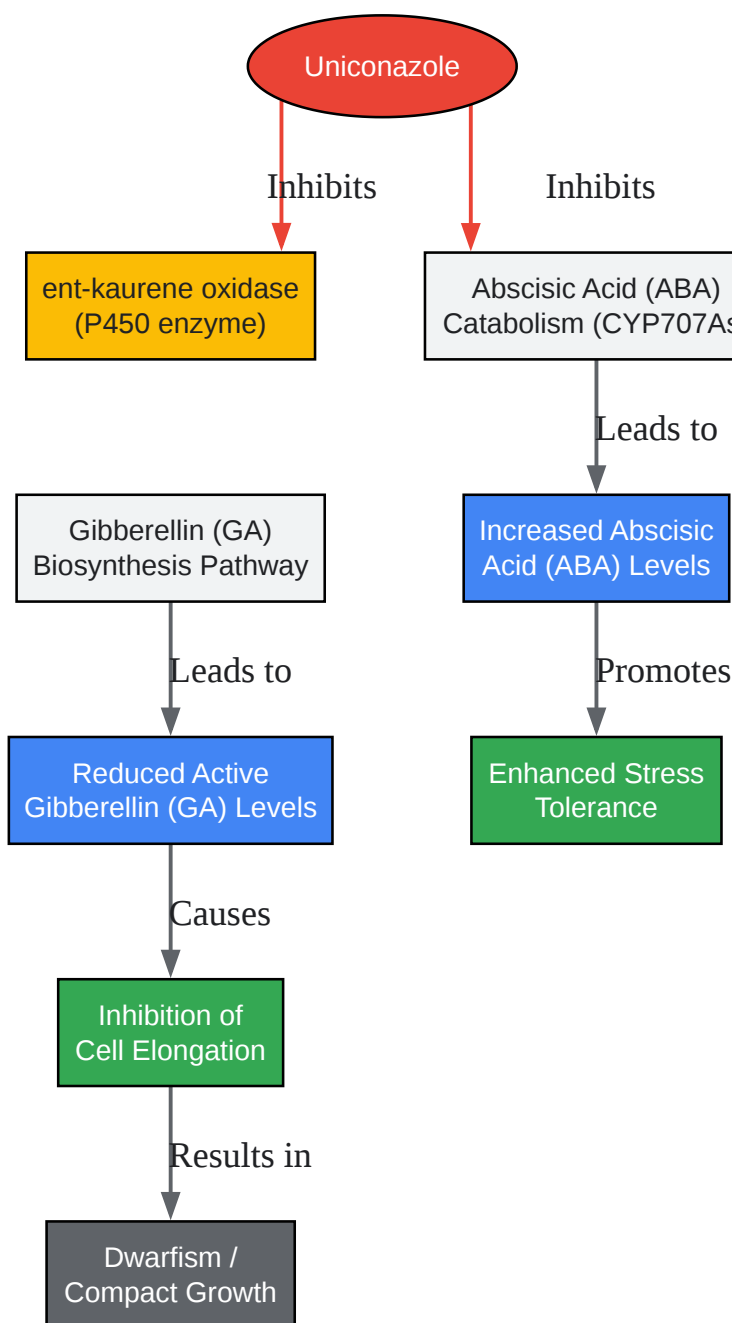 Uniconazole
Inhibits
Inhibits
ent-kaurene oxidase
(P450 enzyme)
Abscisic Acid (ABA)
Catabolism (CYP707As
Leads to
Gibberellin (GA)
Biosynthesis Pathway
Increased Abscisic
Acid (ABA) Levels
Leads to
Promotes
Reduced Active
Gibberellin (GA) Levels
Enhanced Stress
Tolerance
Causes
Inhibition of
Cell Elongation
Results in
Dwarfism /
Compact Growth